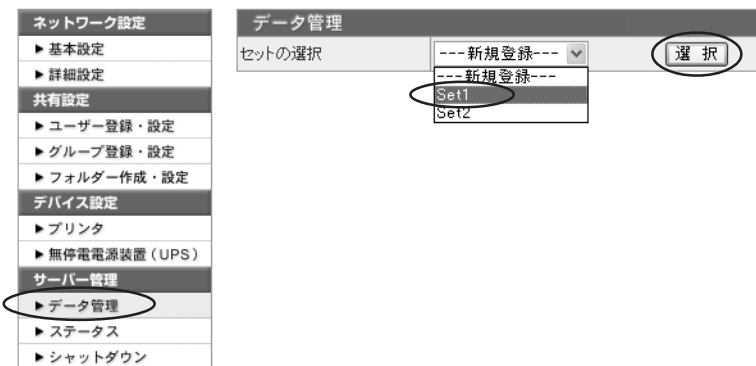 ネットワーク設定
▶基本設定
▶詳細設定
共有設定
▶ユーザー登録・設定
▶グループ登録・設定
▶フォルダー作成・設定
デバイス設定
▶プリンタ
▶無停電電源装置(UPS)
サーバー管理
▶データ管理
▶ステータス
▶シャットダウン
データ管理
セットの選択
---新規登録---
選 択
---新規登録---
Set1
Set2